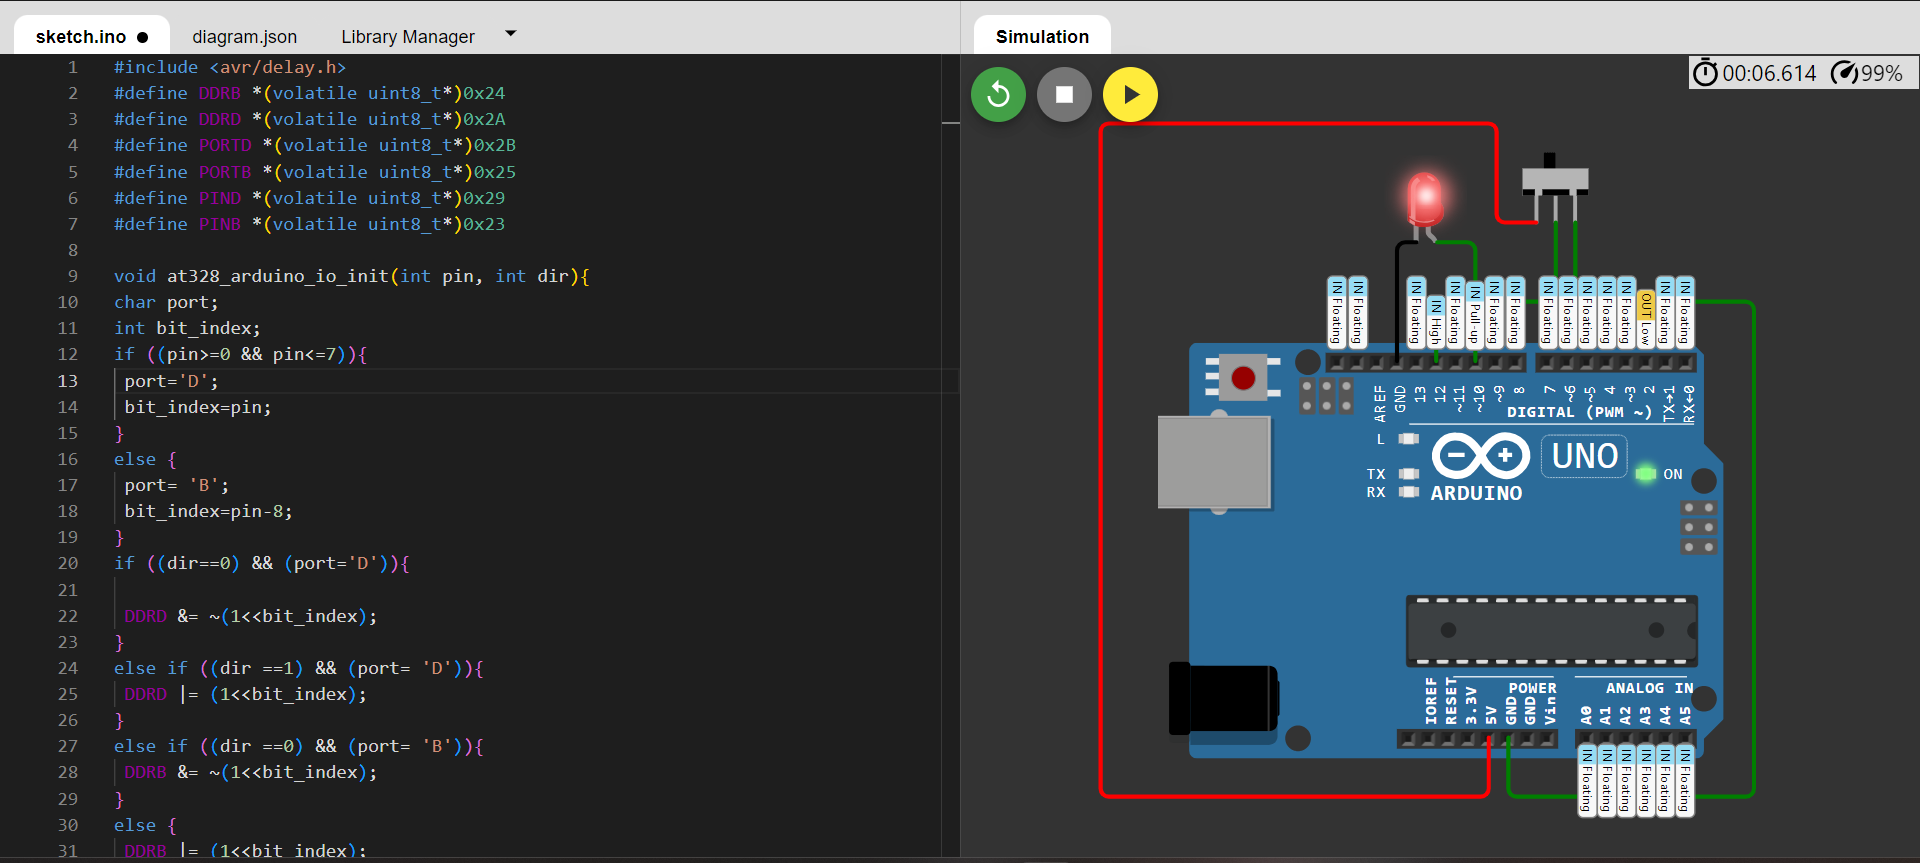 sketch.ino ●
diagram.json
Library Manager
Simulation
00:06.614
99%
1 #include <avr/delay.h>
2 #define DDRB *(volatile uint8_t*)0x24
3 #define DDRD *(volatile uint8_t*)0x2A
4 #define PORTD *(volatile uint8_t*)0x2B
5 #define PORTB *(volatile uint8_t*)0x25
6 #define PIND *(volatile uint8_t*)0x29
7 #define PINB *(volatile uint8_t*)0x23
8
9 void at328_arduino_io_init(int pin, int dir){
10 char port;
11 int bit_index;
12 if ((pin>=0 && pin<=7)){
13 port='D';
14 bit_index=pin;
15 }
16 else {
17 port= 'B';
18 bit_index=pin-8;
19 }
20 if ((dir==0) && (port='D')){
21
22 DDRD &= ~(1<<bit_index);
23 }
24 else if ((dir ==1) && (port= 'D')){
25 DDRD |= (1<<bit_index);
26 }
27 else if ((dir ==0) && (port= 'B')){
28 DDRB &= ~(1<<bit_index);
29 }
30 else {
31 DDRB |= (1<<bit_index);
IN Floating
IN Floating
IN Floating
IN High
IN Floating
IN Pull-up
IN Floating
IN Floating
IN Floating
IN Floating
IN Floating
IN Floating
IN Floating
OUT Low
IN Floating
IN Floating
AREF
GND
13
12
~11
~10
~9
8
7
~6
~5
4
~3
2
TX→1
RX←0
DIGITAL (PWM ~)
L
TX
RX
UNO
ON
ARDUINO
IOREF
RESET
3.3V
5V
GND
GND
Vin
POWER
ANALOG IN
A0
A1
A2
A3
A4
A5
IN Floating
IN Floating
IN Floating
IN Floating
IN Floating
IN Floating